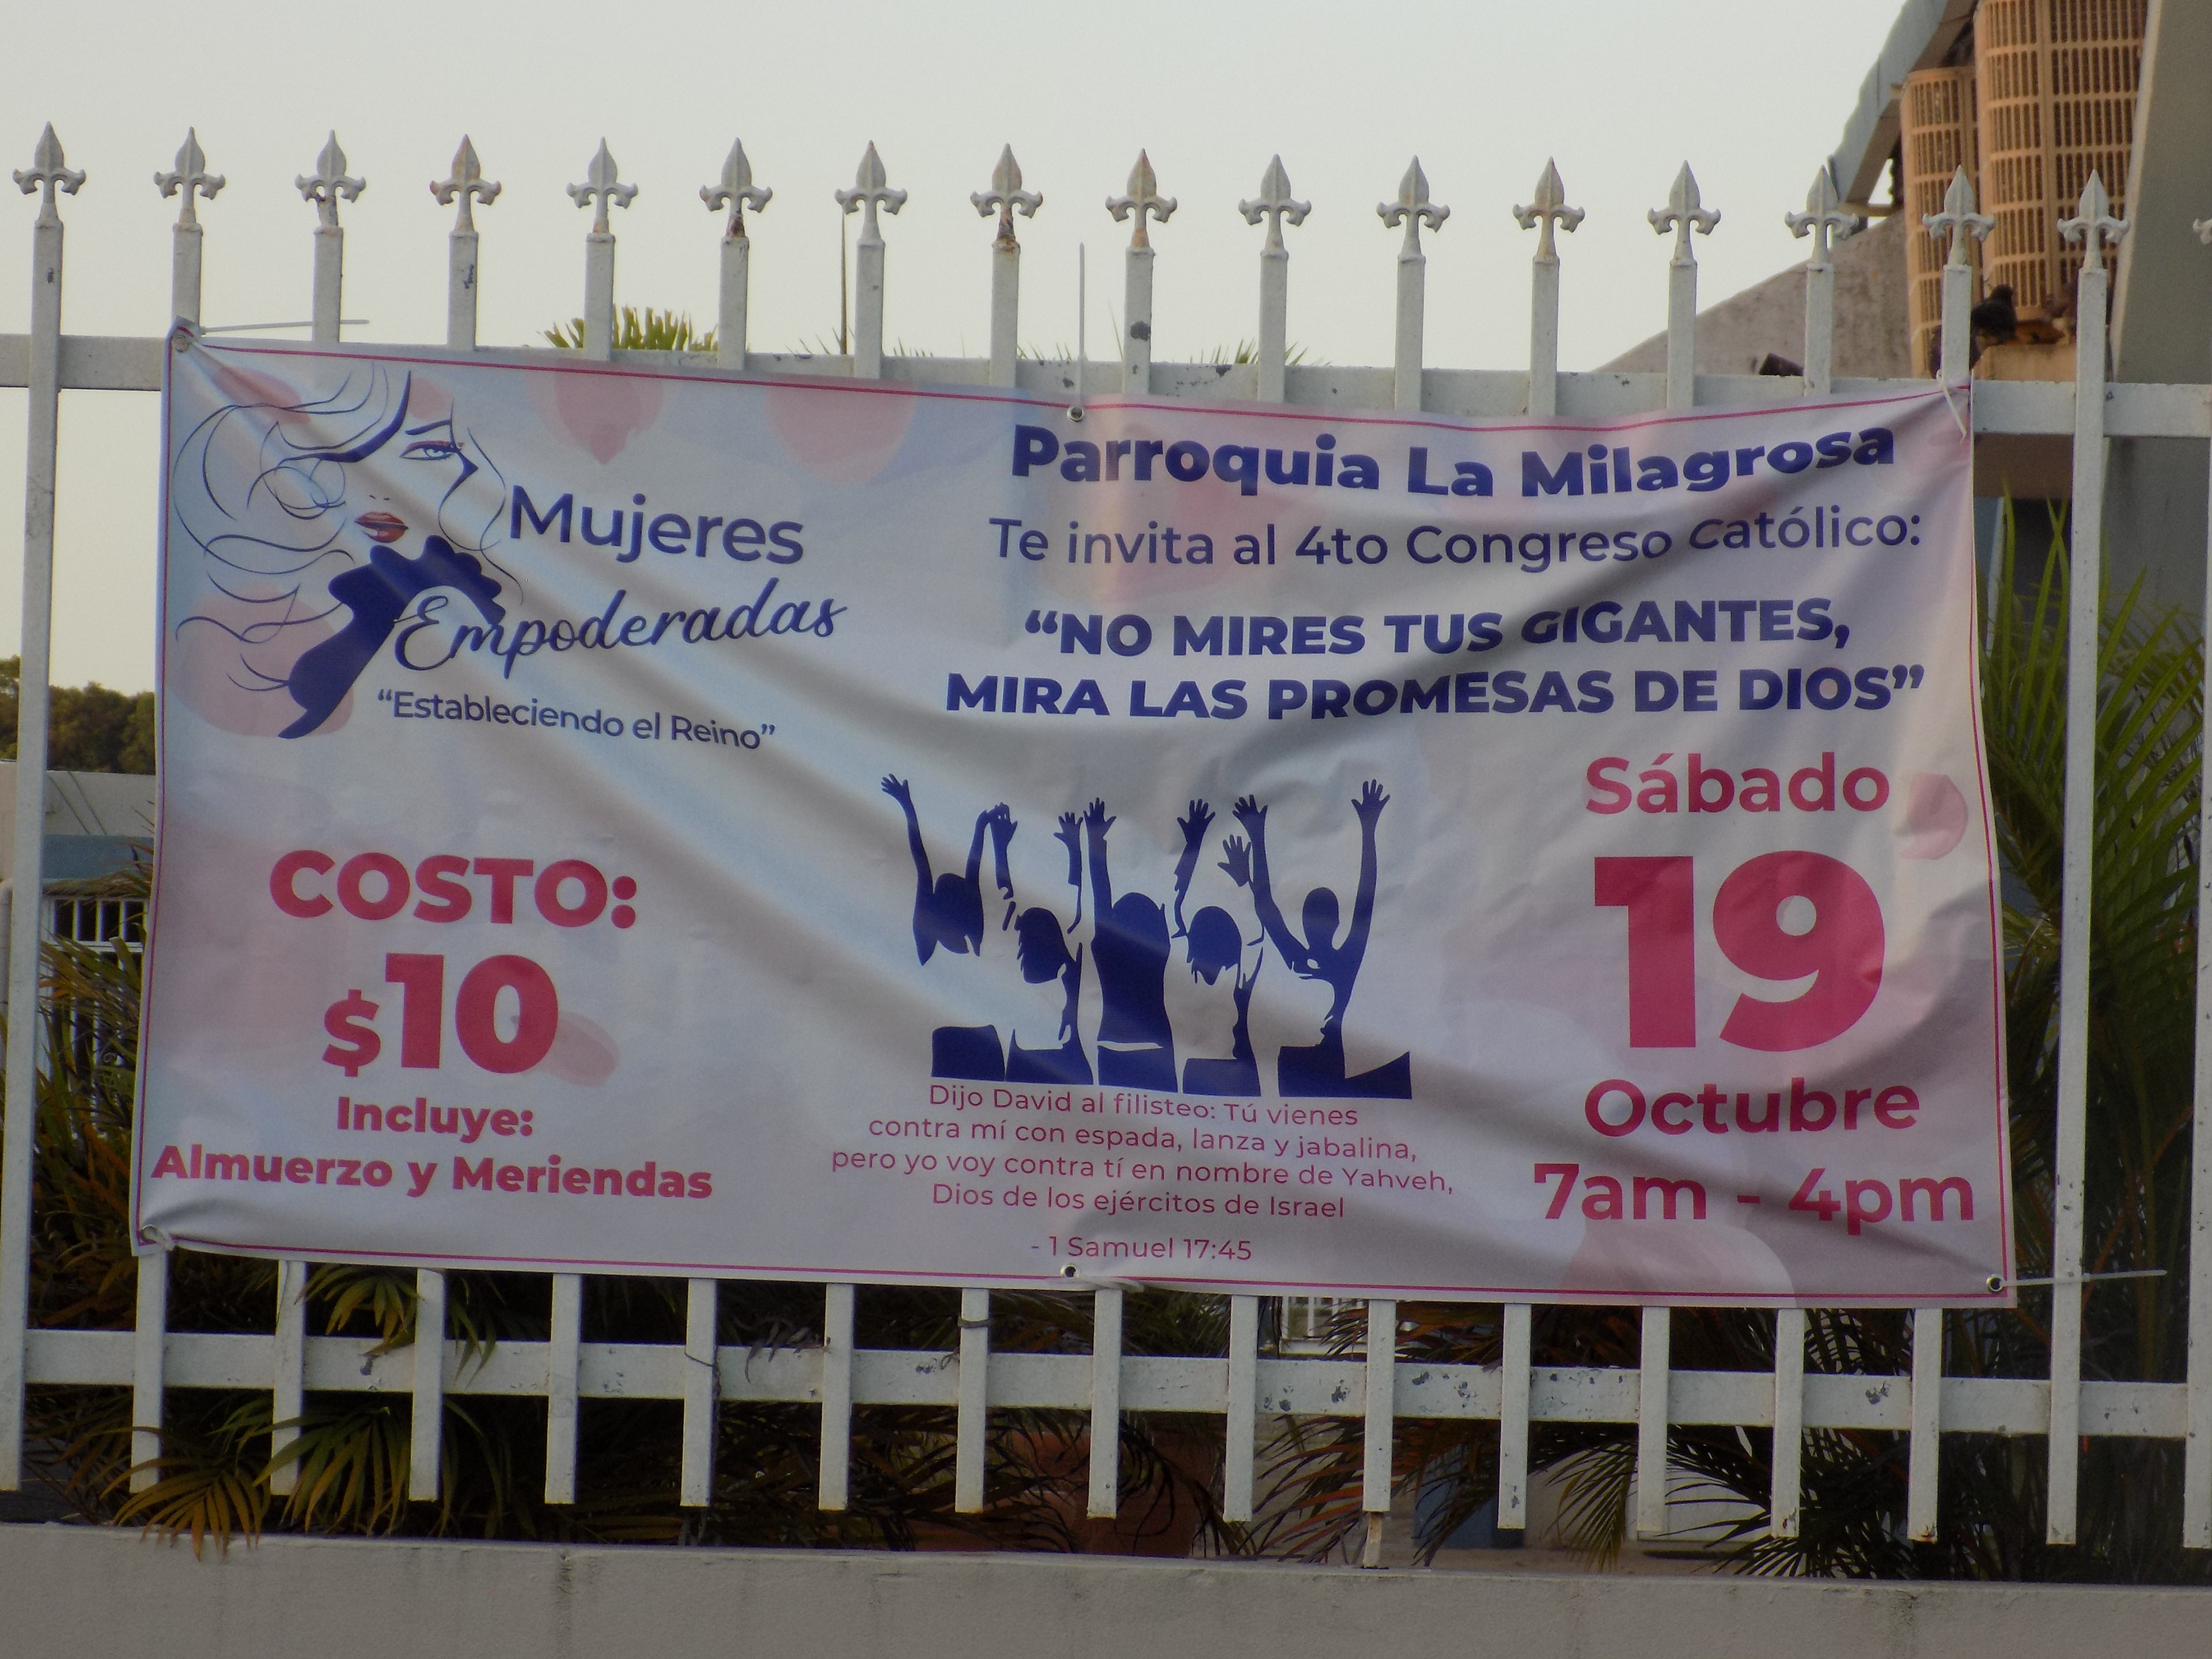 Mujeres
Empoderadas
“Estableciendo el Reino”
COSTO:
$10
Incluye:
Almuerzo y Meriendas
Parroquia La Milagrosa
Te invita al 4to Congreso católico:
“NO MIRES TUS GIGANTES,
MIRA LAS PROMESAS DE DIOS”
Dijo David al filisteo: Tú vienes
contra mí con espada, lanza y jabalina,
pero yo voy contra tí en nombre de Yahveh,
Dios de los ejércitos de Israel
- 1 Samuel 17:45
Sábado
19
Octubre
7am - 4pm